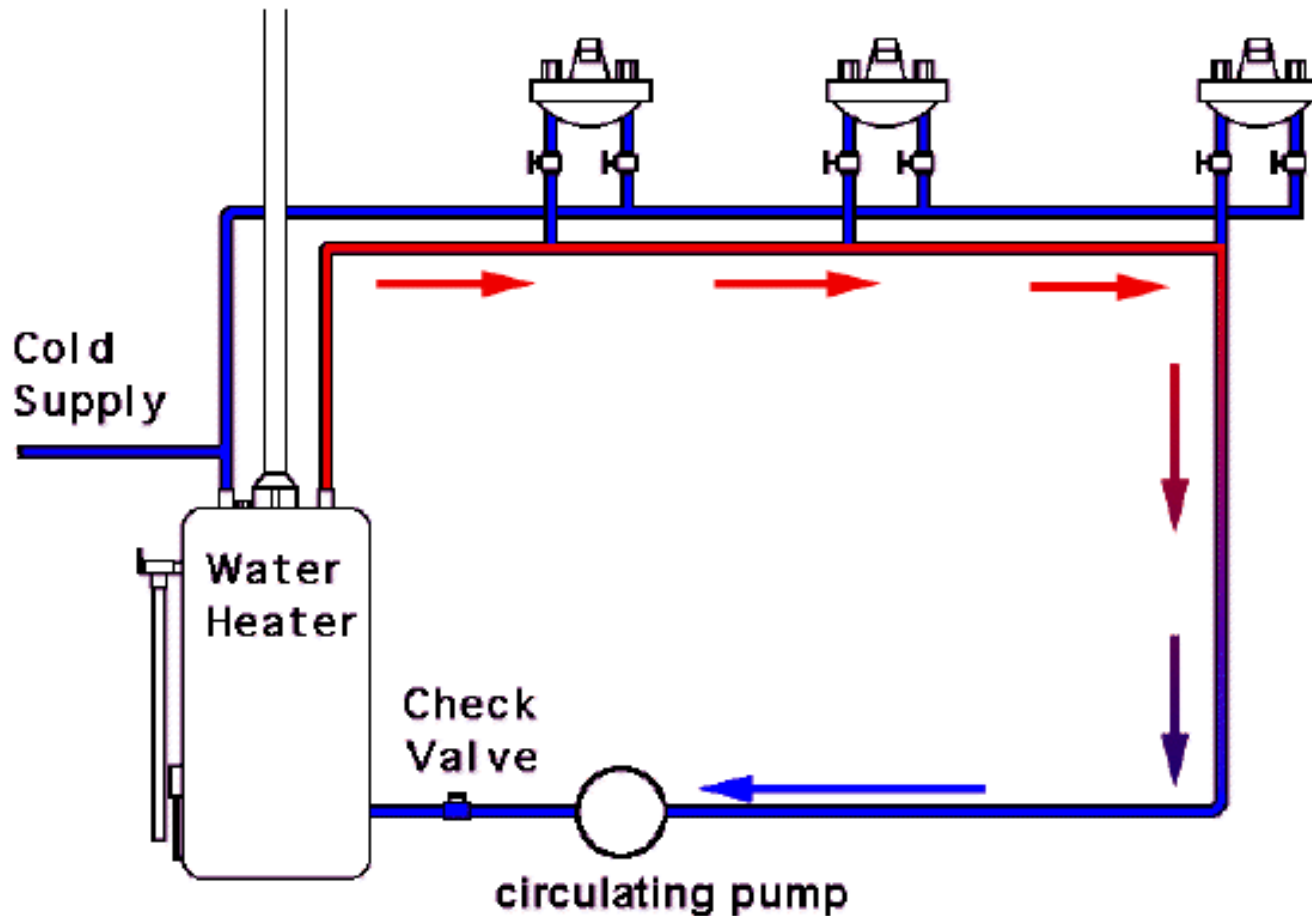 Cold
Supply
Water
Heater
Check
Valve
circulating pump